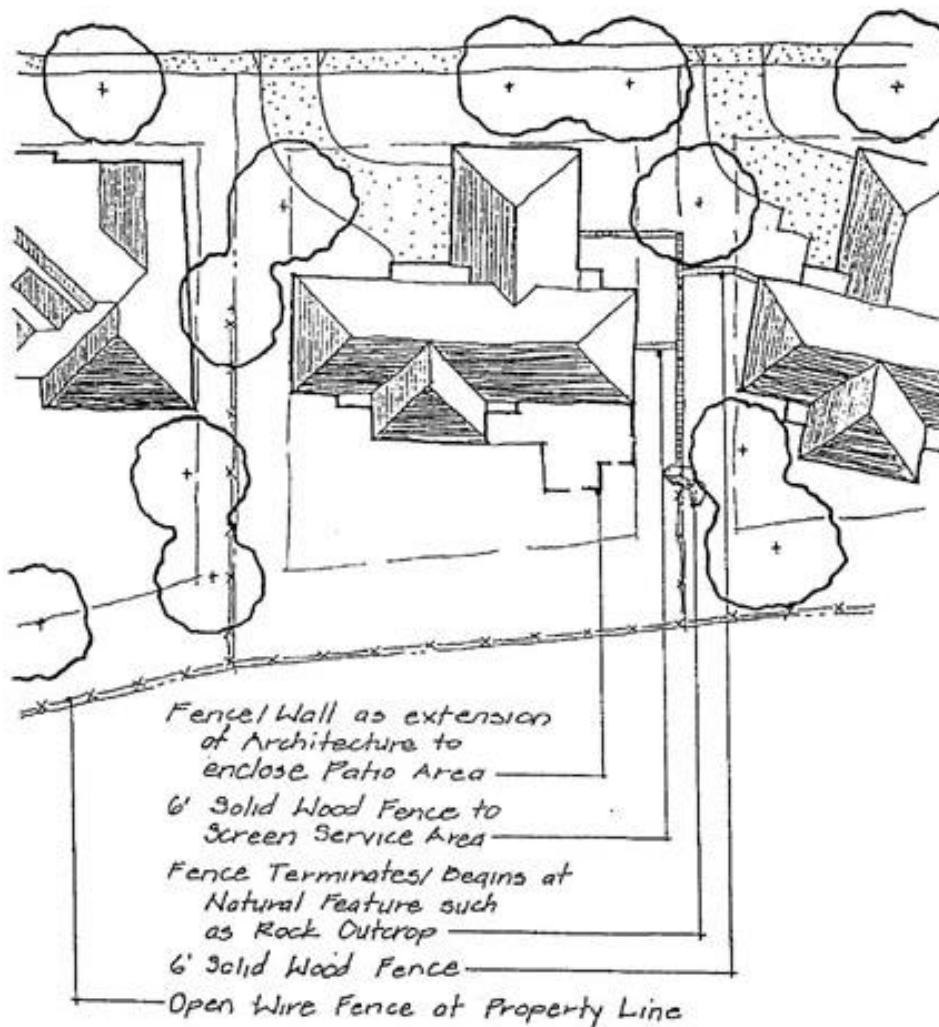 Fence/Wall as extension
of Architecture to
enclose Patio Area
6' Solid Wood Fence to
Screen Service Area
Fence Terminates/Begins at
Natural Feature such
as Rock Outcrop
6' Solid Wood Fence
Open Wire Fence at Property Line